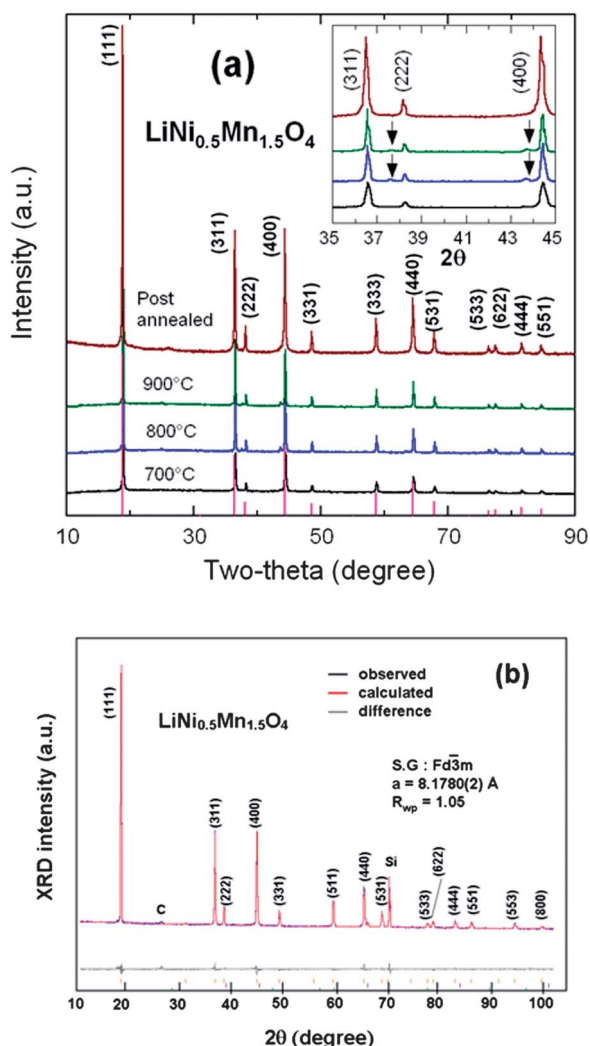 (a)
LiNi0.5Mn1.5O4
Intensity (a.u.)
(111)
(311)
(222)
(400)
(331)
(333)
(440)
(531)
(533)
(622)
(444)
(551)
Post
annealed
900°C
800°C
700°C
10 30 50 70 90
Two-theta (degree)
(311)
(222)
(400)
35 37 39 41 43 45
2θ
(b)
observed
calculated
difference
LiNi0.5Mn1.5O4
S.G : Fd3̅m
a = 8.1780(2) Å
Rwp = 1.05
XRD intensity (a.u.)
(111)
C
(311)
(222)
(400)
(331)
(511)
(440)
(531)
Si
(533)
(622)
(444)
(551)
(553)
(800)
10 20 30 40 50 60 70 80 90 100
2θ (degree)